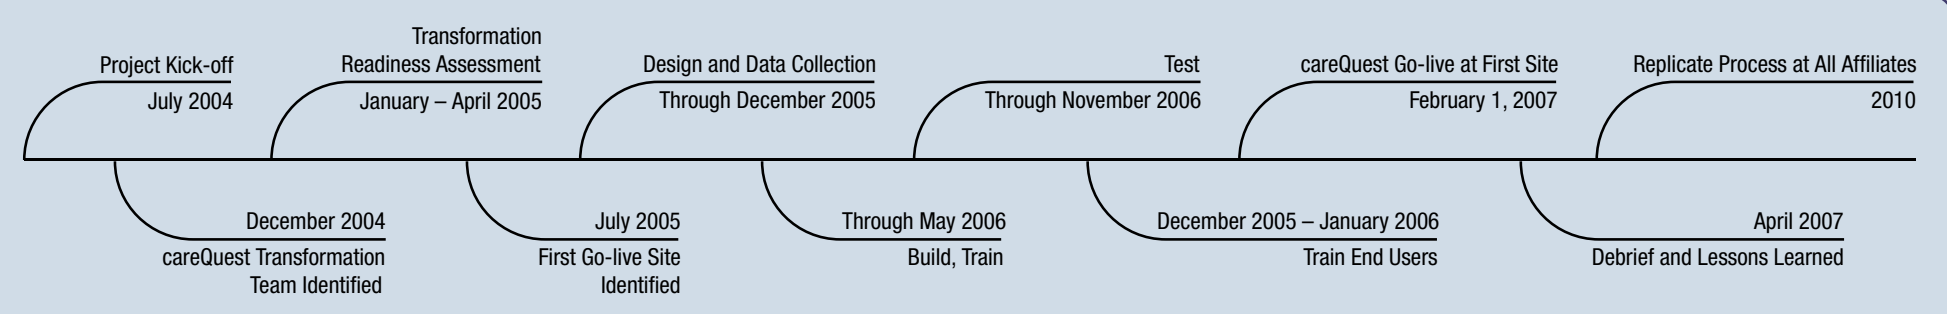 Project Kick-off
July 2004
December 2004
careQuest Transformation
Team Identified
Transformation
Readiness Assessment
January – April 2005
July 2005
First Go-live Site
Identified
Design and Data Collection
Through December 2005
Through May 2006
Build, Train
Test
Through November 2006
December 2005 – January 2006
Train End Users
careQuest Go-live at First Site
February 1, 2007
April 2007
Debrief and Lessons Learned
Replicate Process at All Affiliates
2010